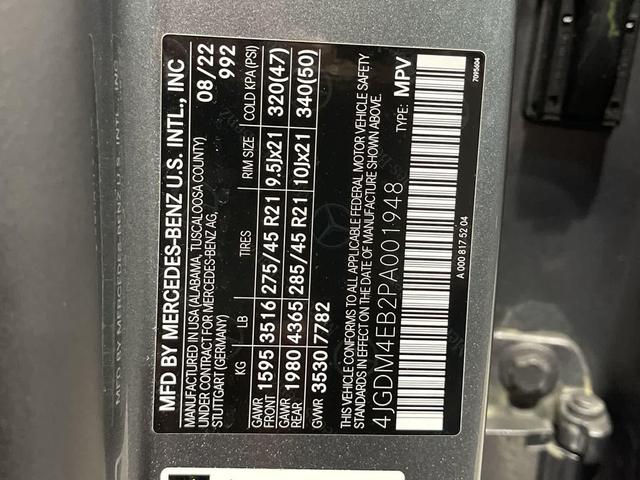 MFD BY MERCEDES-BENZ U.S. INTL., INC
MANUFACTURED IN USA (ALABAMA, TUSCALOOSA COUNTY) 08/22
UNDER CONTRACT FOR MERCEDES-BENZ AG, 992
STUTTGART (GERMANY)
KG LB TIRES RIM SIZE COLD KPA (PSI)
GAWR FRONT 1595 3516 275/45 R21 9.5Jx21 320(47)
GAWR REAR 1980 4365 285/45 R21 10Jx21 340(50)
GVWR 3530 7782
THIS VEHICLE CONFORMS TO ALL APPLICABLE FEDERAL MOTOR VEHICLE SAFETY
STANDARDS IN EFFECT ON THE DATE OF MANUFACTURE SHOWN ABOVE.
4JGDM4EB2PA001948 TYPE: MPV
A 000 817 52 04 7095604